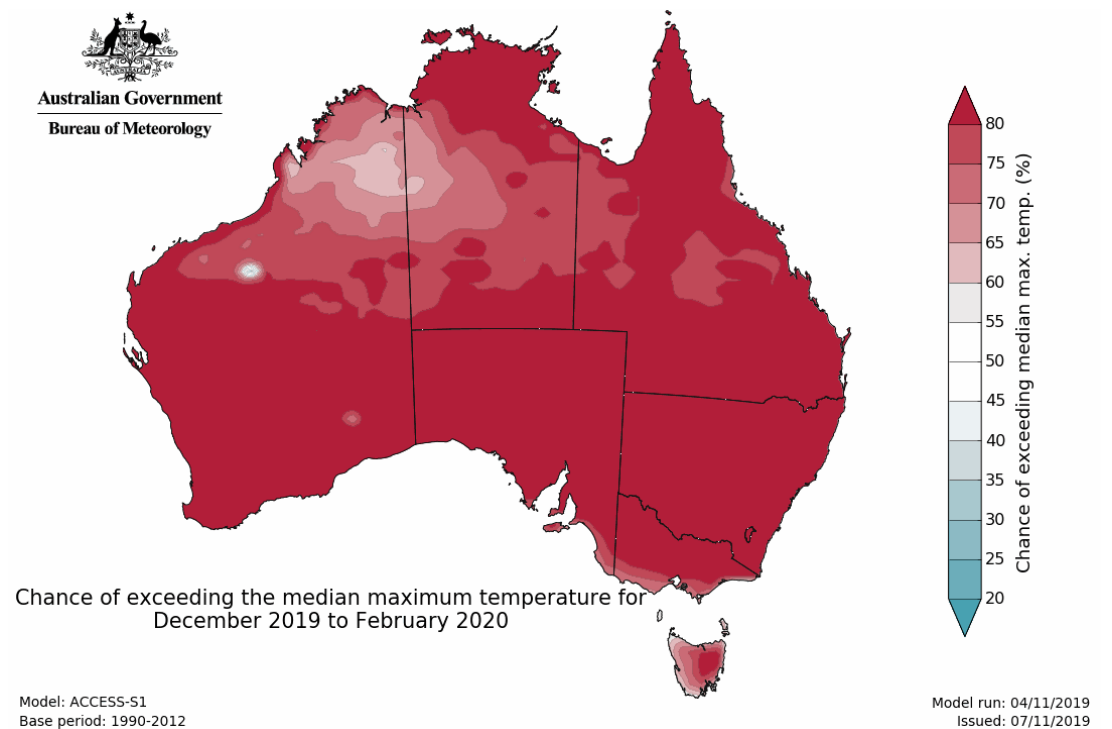 Australian Government
Bureau of Meteorology
80
75
70
65
60
55
50
45
40
35
30
25
20
Chance of exceeding median max. temp. (%)
Chance of exceeding the median maximum temperature for
December 2019 to February 2020
Model: ACCESS-S1
Base period: 1990-2012
Model run: 04/11/2019
Issued: 07/11/2019